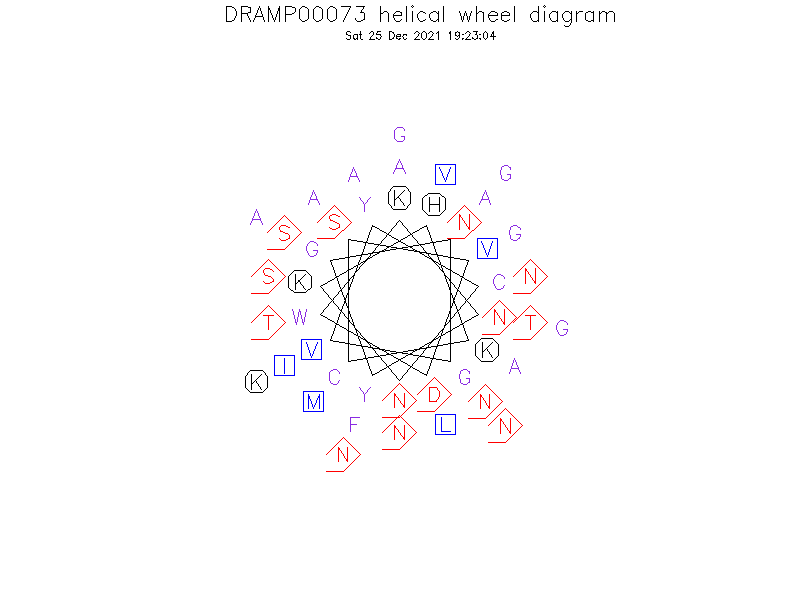 DRAMP00073 helical wheel diagram
Sat 25 Dec 2021 19:23:04
G
A
A V G
A Y K H A
A S S N
G V G
S K C N
T W N T G
V K
K I C G A
M Y N D N
F N L N
N